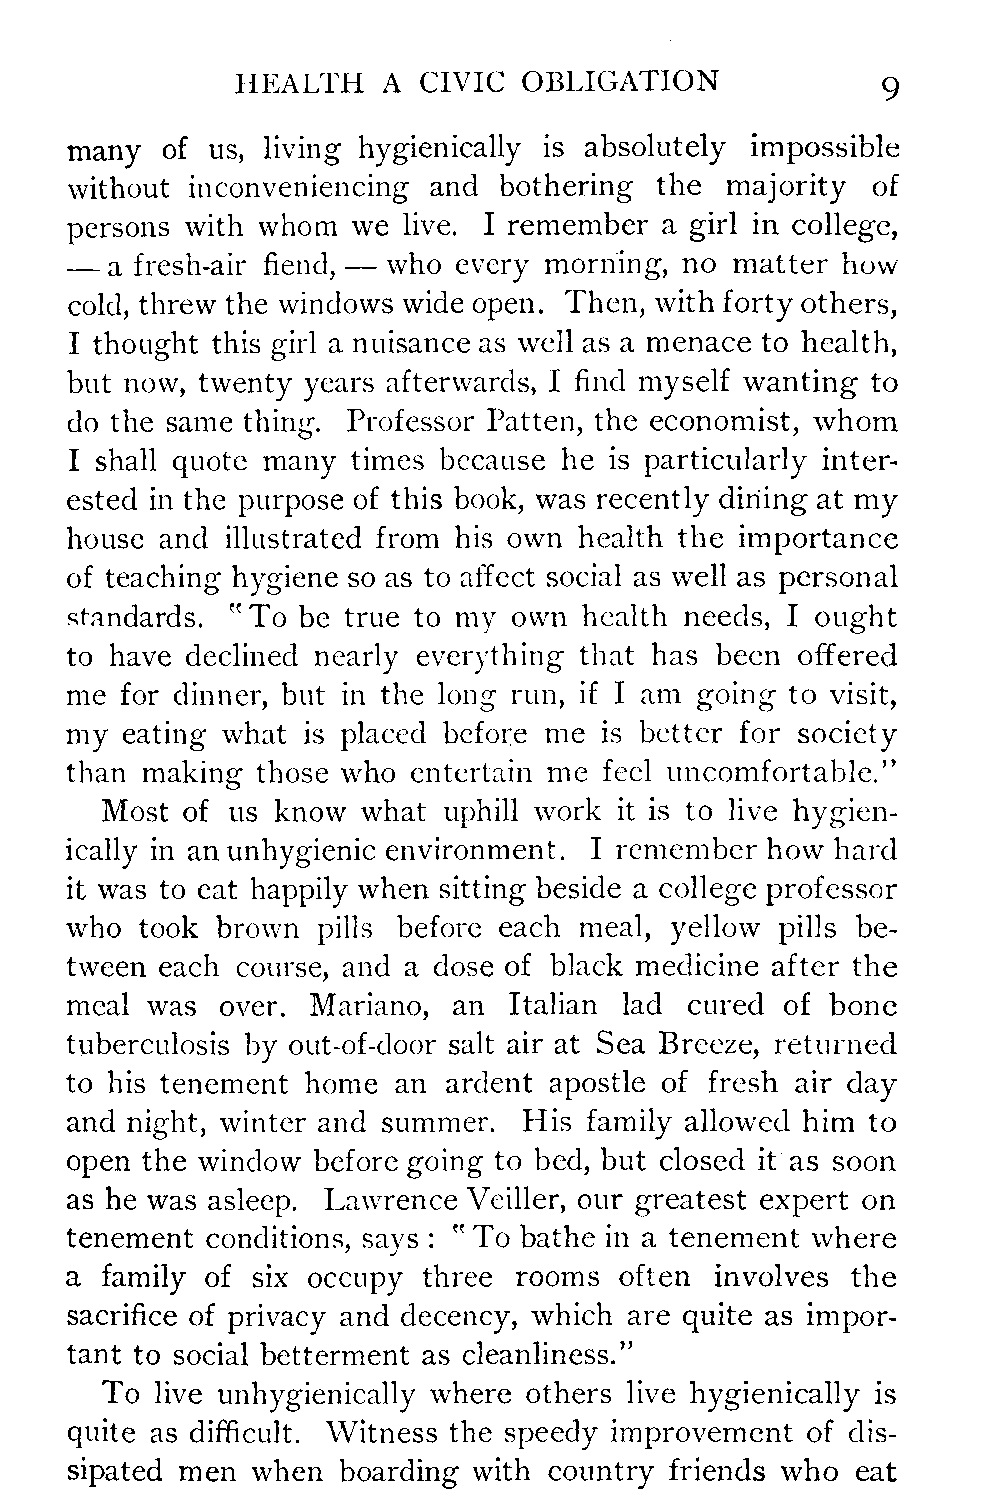 HEALTH A CIVIC OBLIGATION 9
many of us, living hygienically is absolutely impossible
without inconveniencing and bothering the majority of
persons with whom we live. I remember a girl in college,
— a fresh-air fiend, — who every morning, no matter how
cold, threw the windows wide open. Then, with forty others,
I thought this girl a nuisance as well as a menace to health,
but now, twenty years afterwards, I find myself wanting to
do the same thing. Professor Patten, the economist, whom
I shall quote many times because he is particularly inter-
ested in the purpose of this book, was recently dining at my
house and illustrated from his own health the importance
of teaching hygiene so as to affect social as well as personal
standards. "To be true to my own health needs, I ought
to have declined nearly everything that has been offered
me for dinner, but in the long run, if I am going to visit,
my eating what is placed before me is better for society
than making those who entertain me feel uncomfortable."
Most of us know what uphill work it is to live hygien-
ically in an unhygienic environment. I remember how hard
it was to eat happily when sitting beside a college professor
who took brown pills before each meal, yellow pills be-
tween each course, and a dose of black medicine after the
meal was over. Mariano, an Italian lad cured of bone
tuberculosis by out-of-door salt air at Sea Breeze, returned
to his tenement home an ardent apostle of fresh air day
and night, winter and summer. His family allowed him to
open the window before going to bed, but closed it as soon
as he was asleep. Lawrence Veiller, our greatest expert on
tenement conditions, says: "To bathe in a tenement where
a family of six occupy three rooms often involves the
sacrifice of privacy and decency, which are quite as impor-
tant to social betterment as cleanliness."
To live unhygienically where others live hygienically is
quite as difficult. Witness the speedy improvement of dis-
sipated men when boarding with country friends who eat